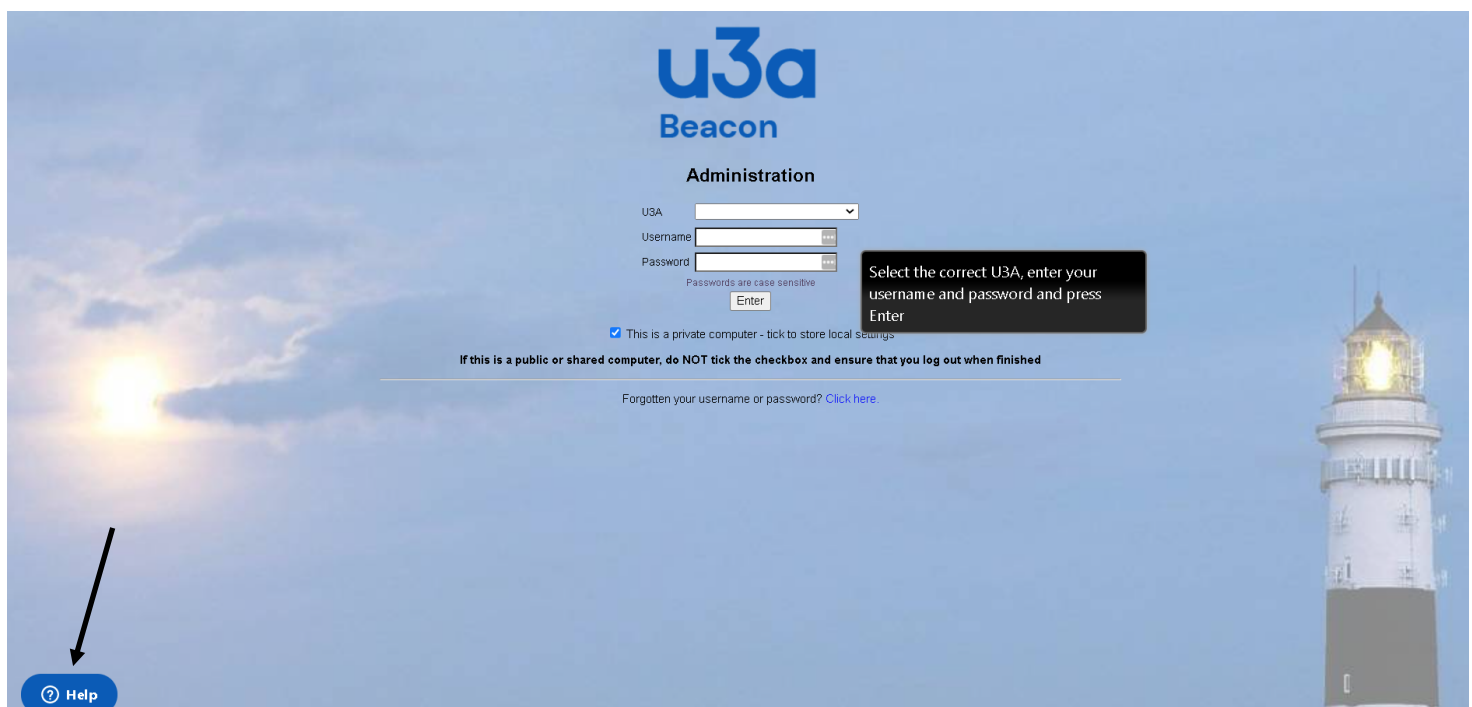 u3a
Beacon
Administration
U3A
Username
Password
Passwords are case sensitive
Enter
Select the correct U3A, enter your
username and password and press
Enter
This is a private computer - tick to store local settings
If this is a public or shared computer, do NOT tick the checkbox and ensure that you log out when finished
Forgotten your username or password? Click here.
Help